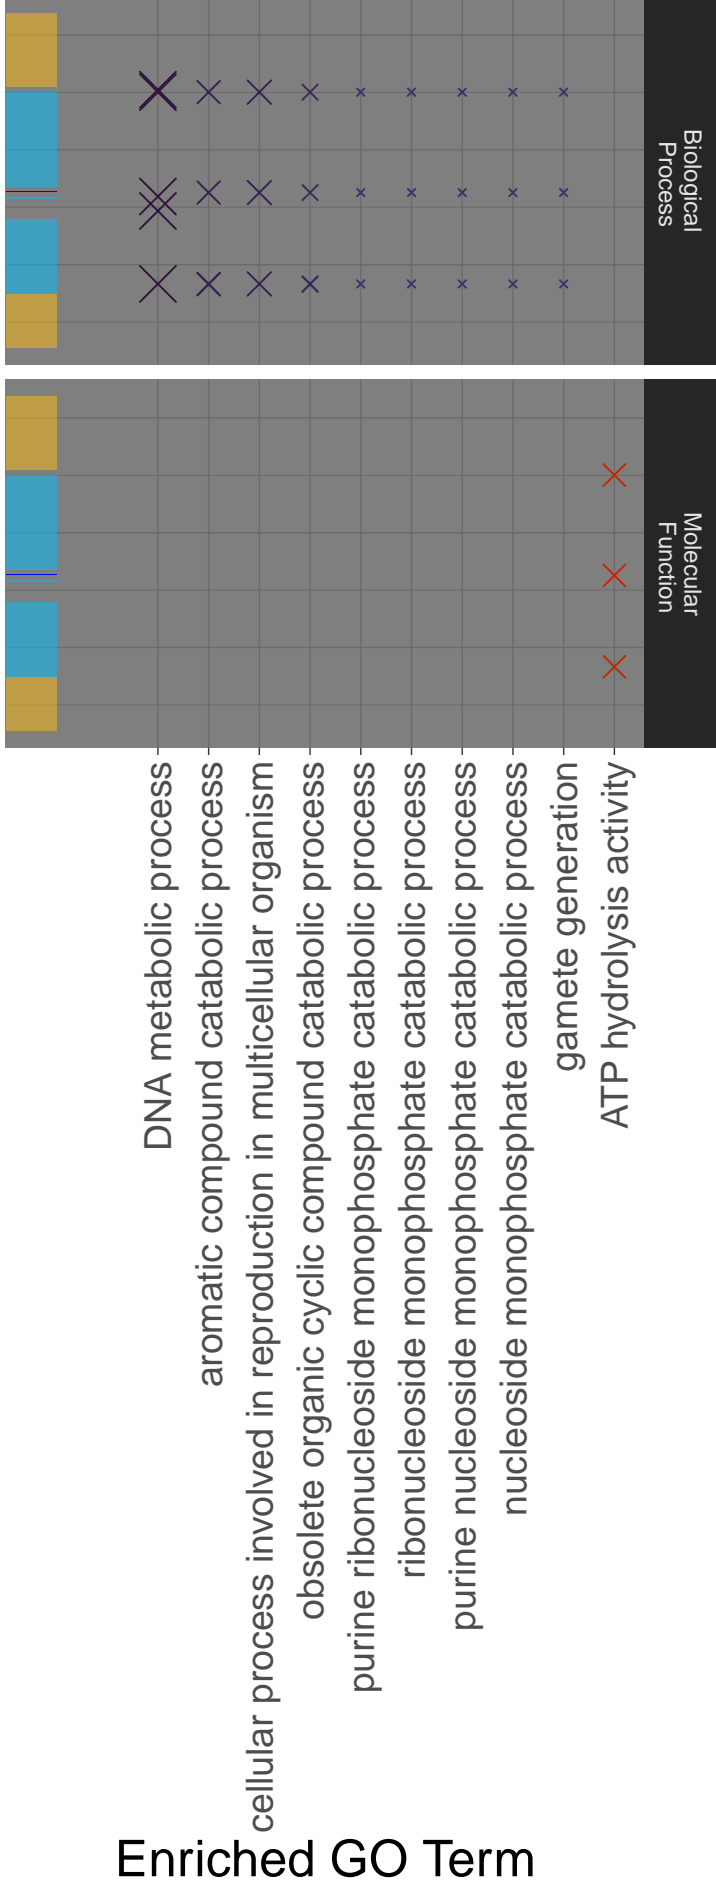 Biological
Process
Molecular
Function
DNA metabolic process
aromatic compound catabolic process
cellular process involved in reproduction in multicellular organism
obsolete organic cyclic compound catabolic process
purine ribonucleoside monophosphate catabolic process
ribonucleoside monophosphate catabolic process
purine nucleoside monophosphate catabolic process
nucleoside monophosphate catabolic process
gamete generation
ATP hydrolysis activity
Enriched GO Term